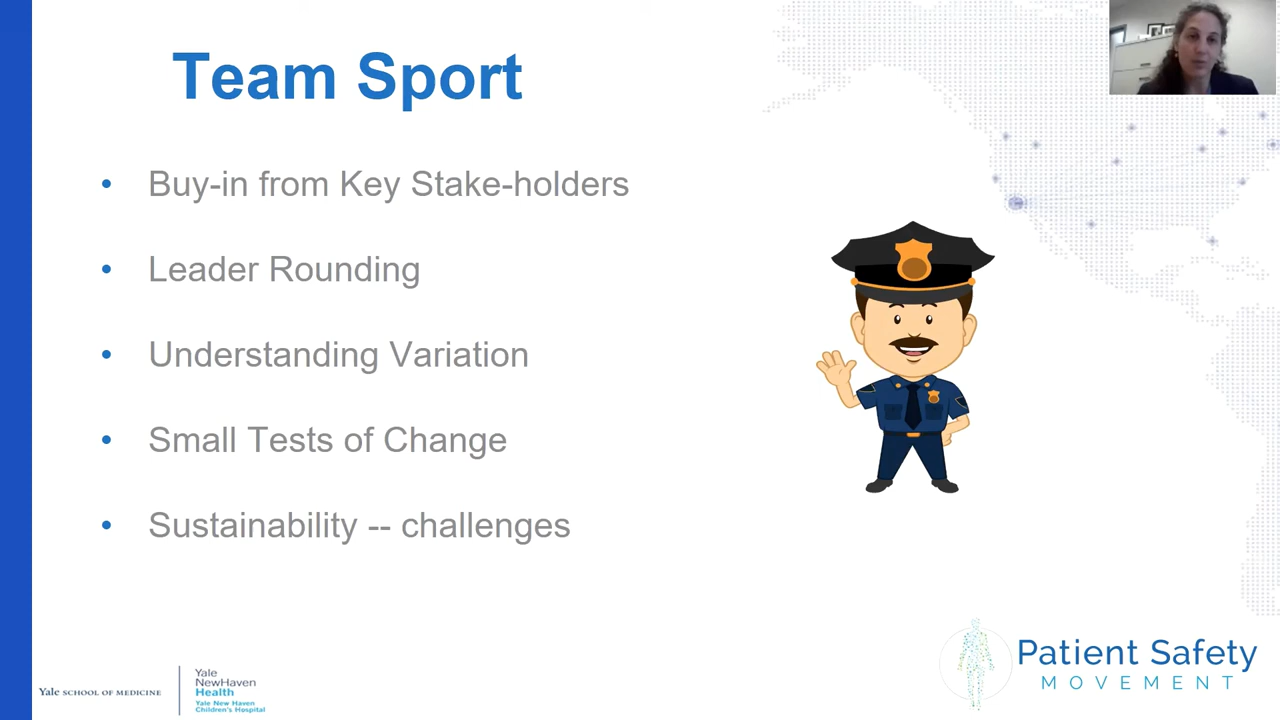 Team Sport
• Buy-in from Key Stake-holders
• Leader Rounding
• Understanding Variation
• Small Tests of Change
• Sustainability -- challenges
Yale SCHOOL OF MEDICINE
Yale
NewHaven
Health
Yale New Haven
Children's Hospital
Patient Safety
MOVEMENT